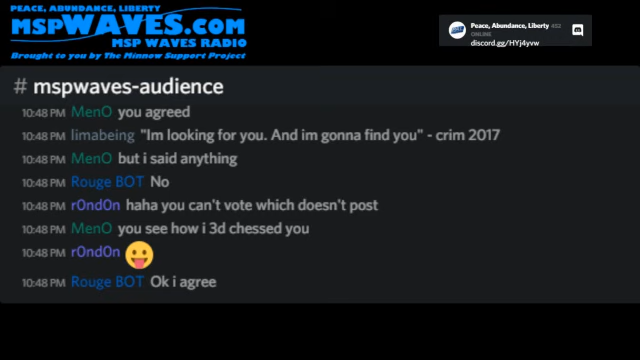 PEACE, ABUNDANCE, LIBERTY
MSPWAVES.COM
MSP WAVES RADIO
Brought to you by The Minnow Support Project
Peace, Abundance, Liberty 452
ONLINE
discord.gg/HYj4yvw
# mspwaves-audience
10:48 PM MenO you agreed
10:48 PM limabeing "Im looking for you. And im gonna find you" - crim 2017
10:48 PM MenO but i said anything
10:48 PM Rouge BOT No
10:48 PM r0nd0n haha you can't vote which doesn't post
10:48 PM MenO you see how i 3d chessed you
10:48 PM r0nd0n 😛
10:48 PM Rouge BOT Ok i agree